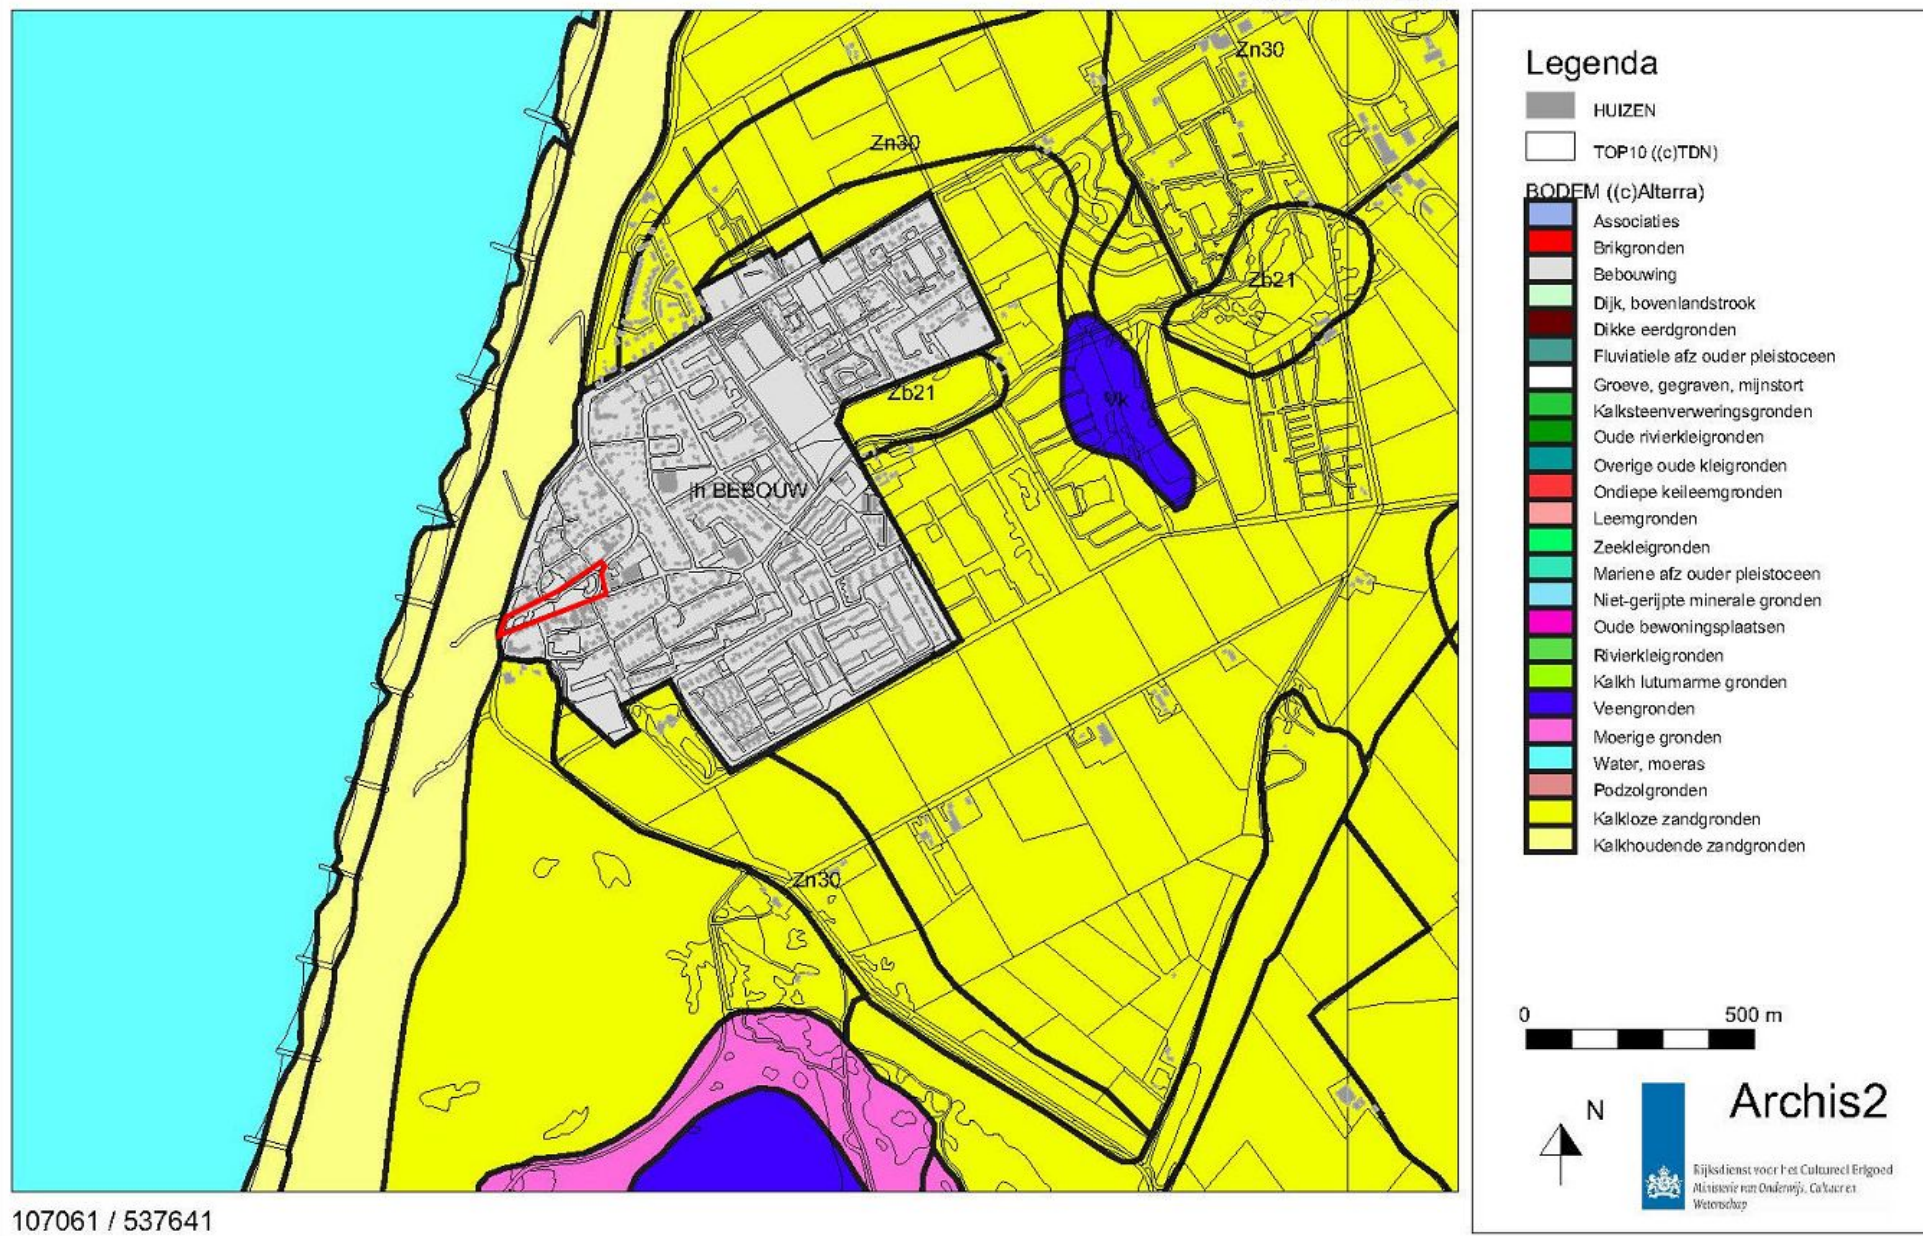 Zn30
Zn30
Zb21
Zb21
Vk
|h BEBOUW
Zn30
107061 / 537641
Legenda
HUIZEN
TOP10 ((c)TDN)
BODEM ((c)Alterra)
Associaties
Brikgronden
Bebouwing
Dijk, bovenlandstrook
Dikke eerdgronden
Fluviatiele afz ouder pleistoceen
Groeve, gegraven, mijnstort
Kalksteenverweringsgronden
Oude rivierkleigronden
Overige oude kleigronden
Ondiepe keileemgronden
Leemgronden
Zeekleigronden
Mariene afz ouder pleistoceen
Niet-gerijpte minerale gronden
Oude bewoningsplaatsen
Rivierkleigronden
Kalkh lutumarme gronden
Veengronden
Moerige gronden
Water, moeras
Podzolgronden
Kalkloze zandgronden
Kalkhoudende zandgronden
0 500 m
N
Archis2
Rijksdienst voor het Cultureel Erfgoed
Ministerie van Onderwijs, Cultuur en
Wetenschap